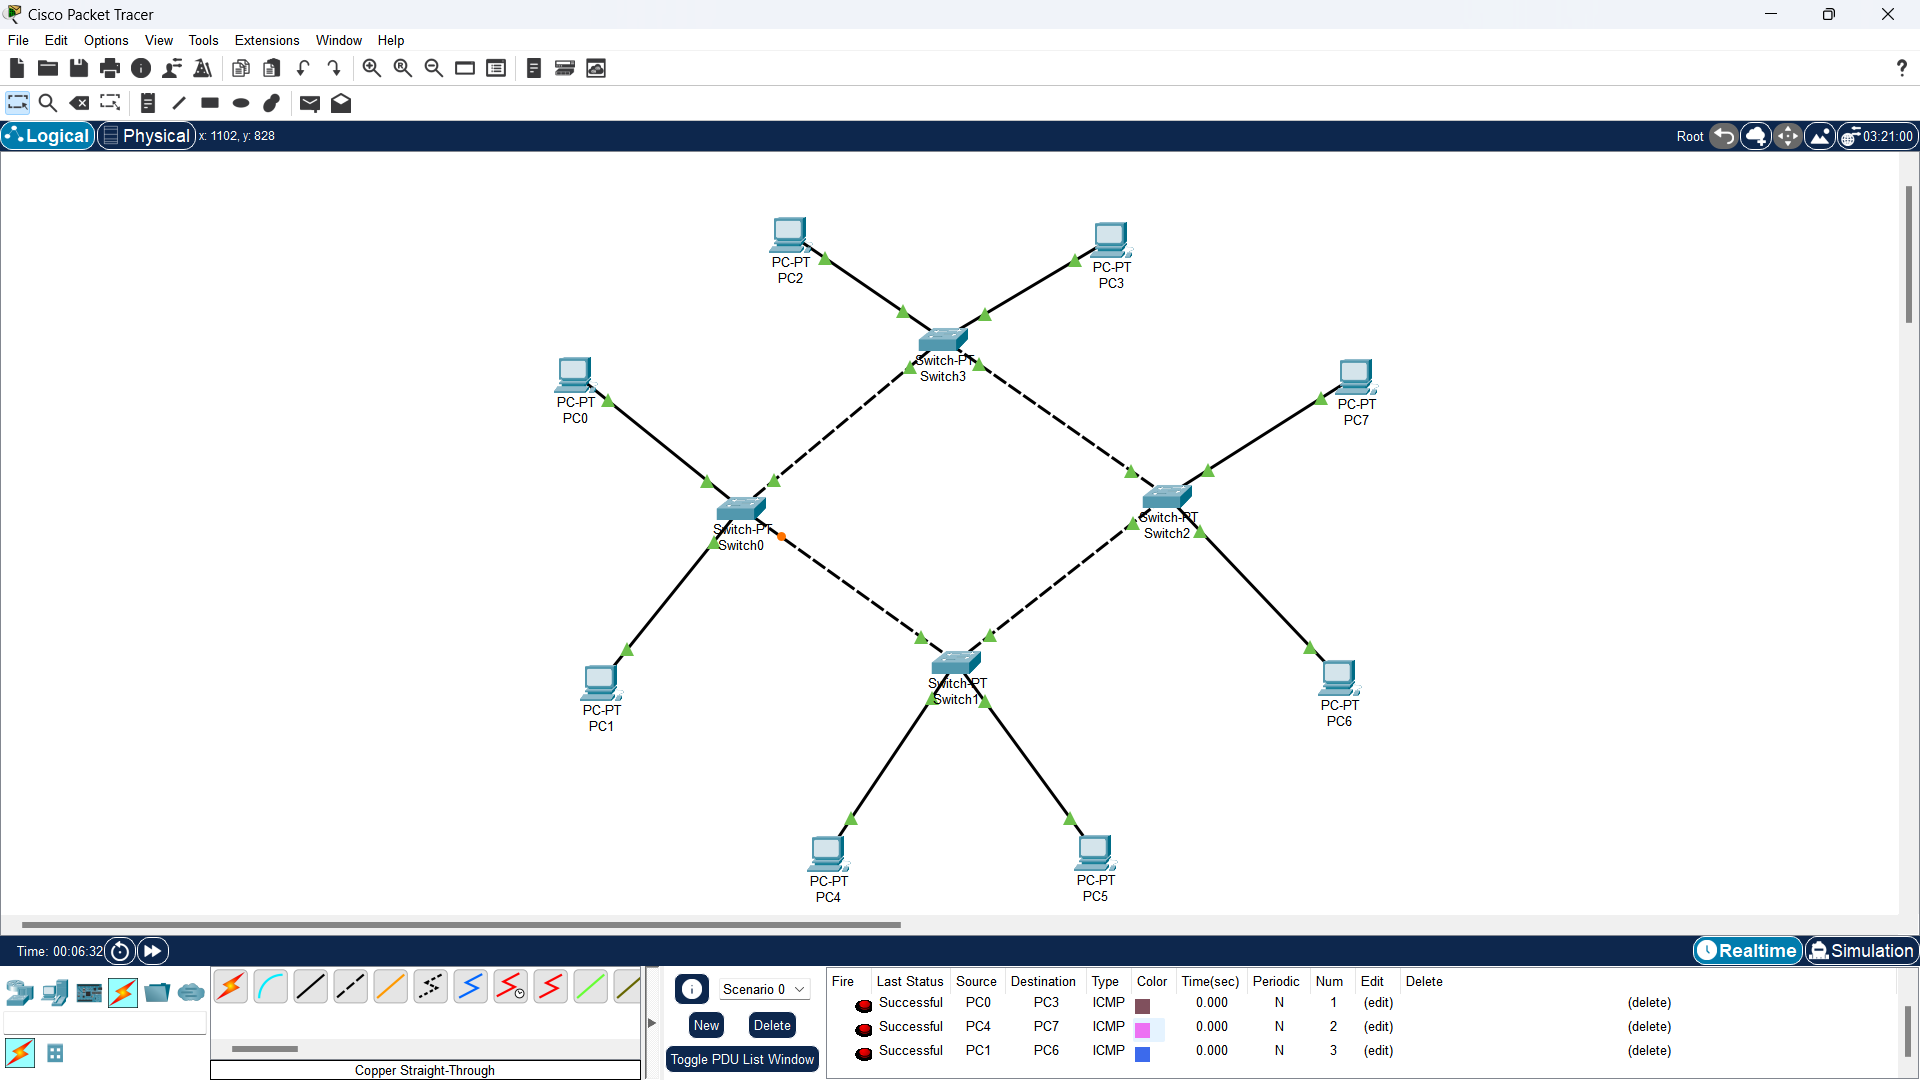 Cisco Packet Tracer
File Edit Options View Tools Extensions Window Help
?
Logical Physical x: 1102, y: 828 Root 03:21:00
PC-PT
PC2
PC-PT
PC3
Switch-PT
Switch3
PC-PT
PC0
PC-PT
PC7
Switch-PT
Switch2
Switch-PT
Switch0
Switch-PT
Switch1
PC-PT
PC1
PC-PT
PC6
PC-PT
PC4
PC-PT
PC5
Time: 00:06:32 Realtime Simulation
Scenario 0
New Delete
Toggle PDU List Window
Copper Straight-Through
Fire Last Status Source Destination Type Color Time(sec) Periodic Num Edit Delete
Successful PC0 PC3 ICMP 0.000 N 1 (edit) (delete)
Successful PC4 PC7 ICMP 0.000 N 2 (edit) (delete)
Successful PC1 PC6 ICMP 0.000 N 3 (edit) (delete)